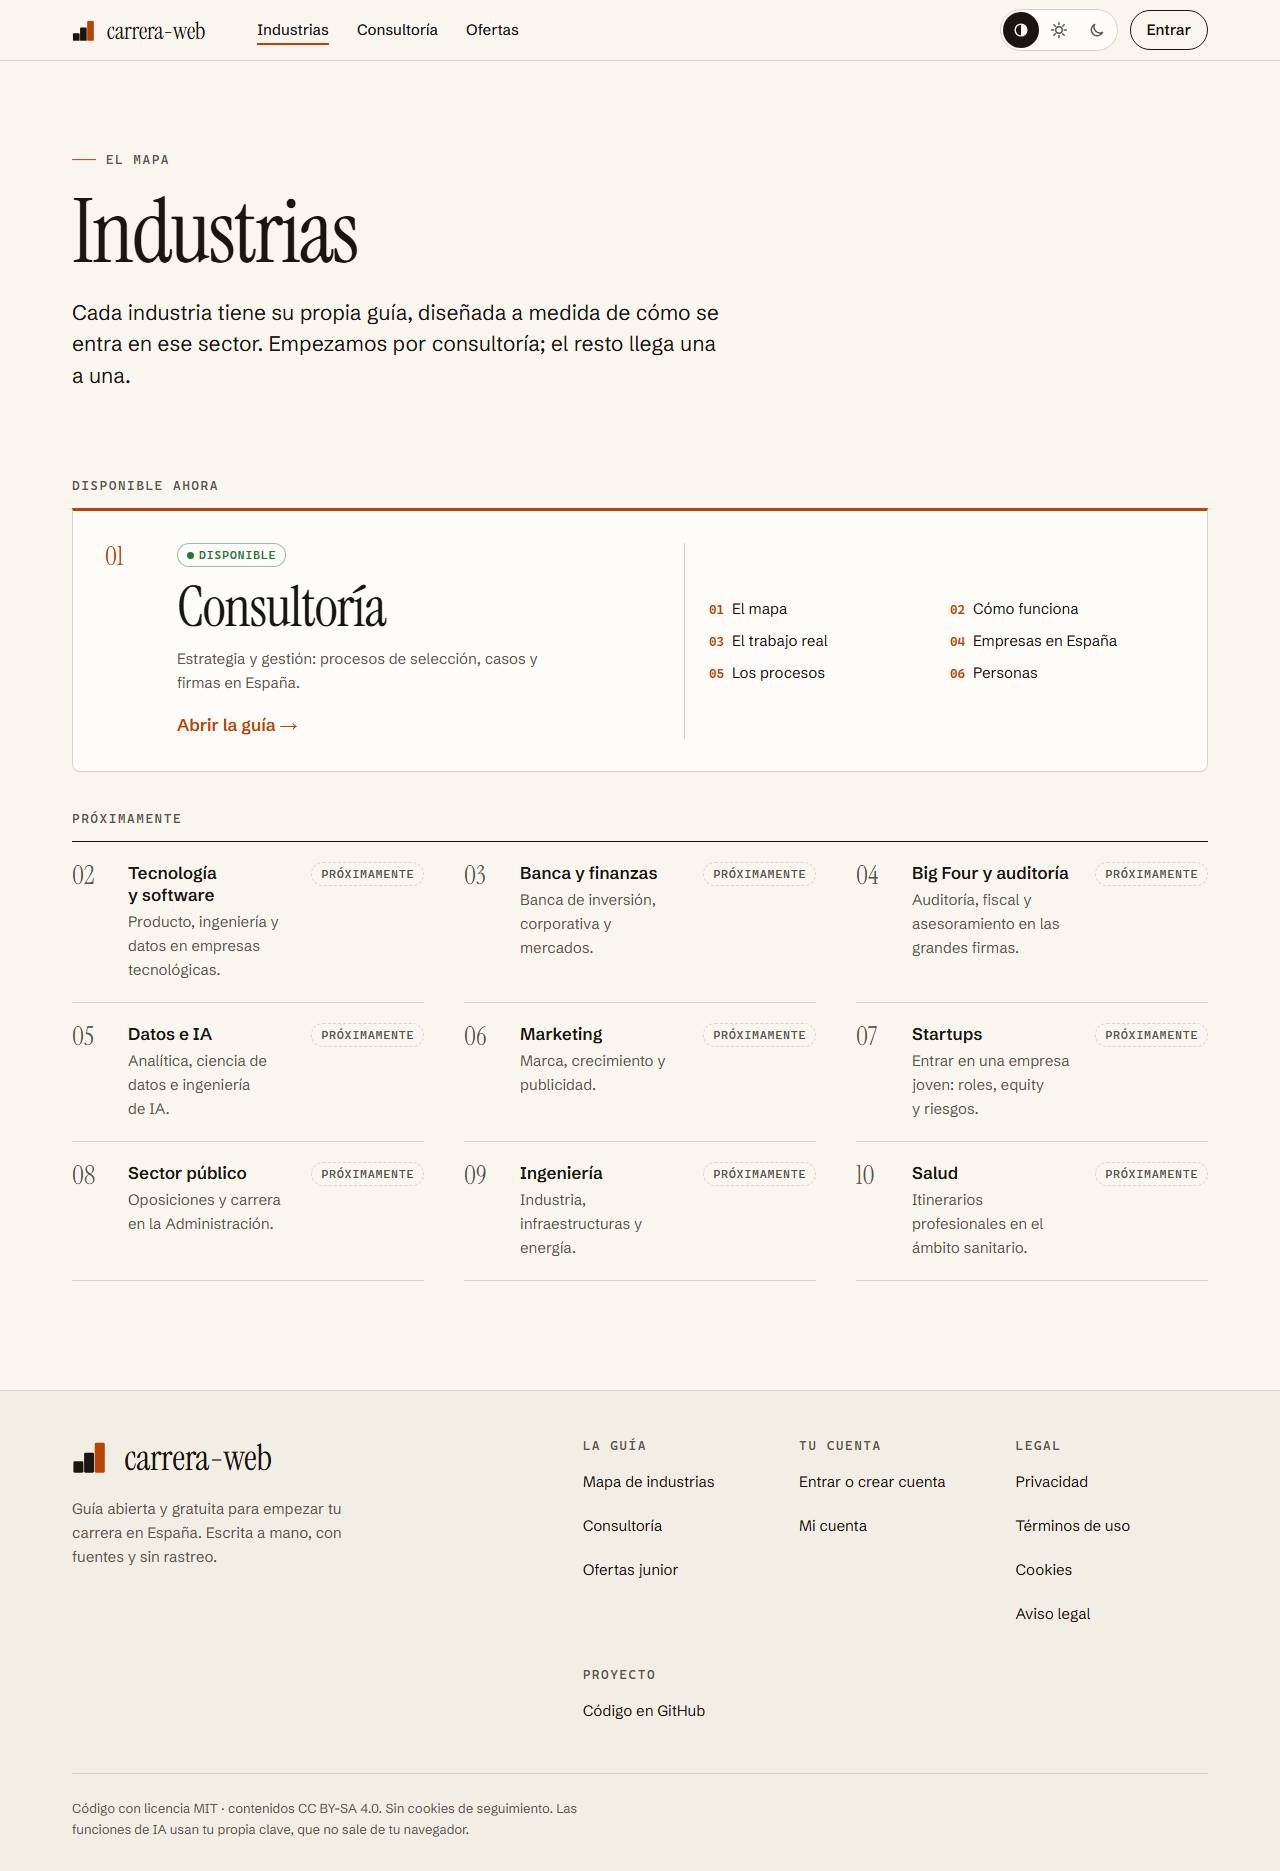 carrera-web
Industrias
Consultoría
Ofertas
Entrar
EL MAPA
Industrias
Cada industria tiene su propia guía, diseñada a medida de cómo se
entra en ese sector. Empezamos por consultoría; el resto llega una
a una.
DISPONIBLE AHORA
01
DISPONIBLE
Consultoría
Estrategia y gestión: procesos de selección, casos y
firmas en España.
Abrir la guía →
01 El mapa
02 Cómo funciona
03 El trabajo real
04 Empresas en España
05 Los procesos
06 Personas
PRÓXIMAMENTE
02
Tecnología
y software
PRÓXIMAMENTE
Producto, ingeniería y
datos en empresas
tecnológicas.
03
Banca y finanzas
PRÓXIMAMENTE
Banca de inversión,
corporativa y
mercados.
04
Big Four y auditoría
PRÓXIMAMENTE
Auditoría, fiscal y
asesoramiento en las
grandes firmas.
05
Datos e IA
PRÓXIMAMENTE
Analítica, ciencia de
datos e ingeniería
de IA.
06
Marketing
PRÓXIMAMENTE
Marca, crecimiento y
publicidad.
07
Startups
PRÓXIMAMENTE
Entrar en una empresa
joven: roles, equity
y riesgos.
08
Sector público
PRÓXIMAMENTE
Oposiciones y carrera
en la Administración.
09
Ingeniería
PRÓXIMAMENTE
Industria,
infraestructuras y
energía.
10
Salud
PRÓXIMAMENTE
Itinerarios
profesionales en el
ámbito sanitario.
carrera-web
Guía abierta y gratuita para empezar tu
carrera en España. Escrita a mano, con
fuentes y sin rastreo.
LA GUÍA
Mapa de industrias
Consultoría
Ofertas junior
TU CUENTA
Entrar o crear cuenta
Mi cuenta
LEGAL
Privacidad
Términos de uso
Cookies
Aviso legal
PROYECTO
Código en GitHub
Código con licencia MIT · contenidos CC BY-SA 4.0. Sin cookies de seguimiento. Las
funciones de IA usan tu propia clave, que no sale de tu navegador.